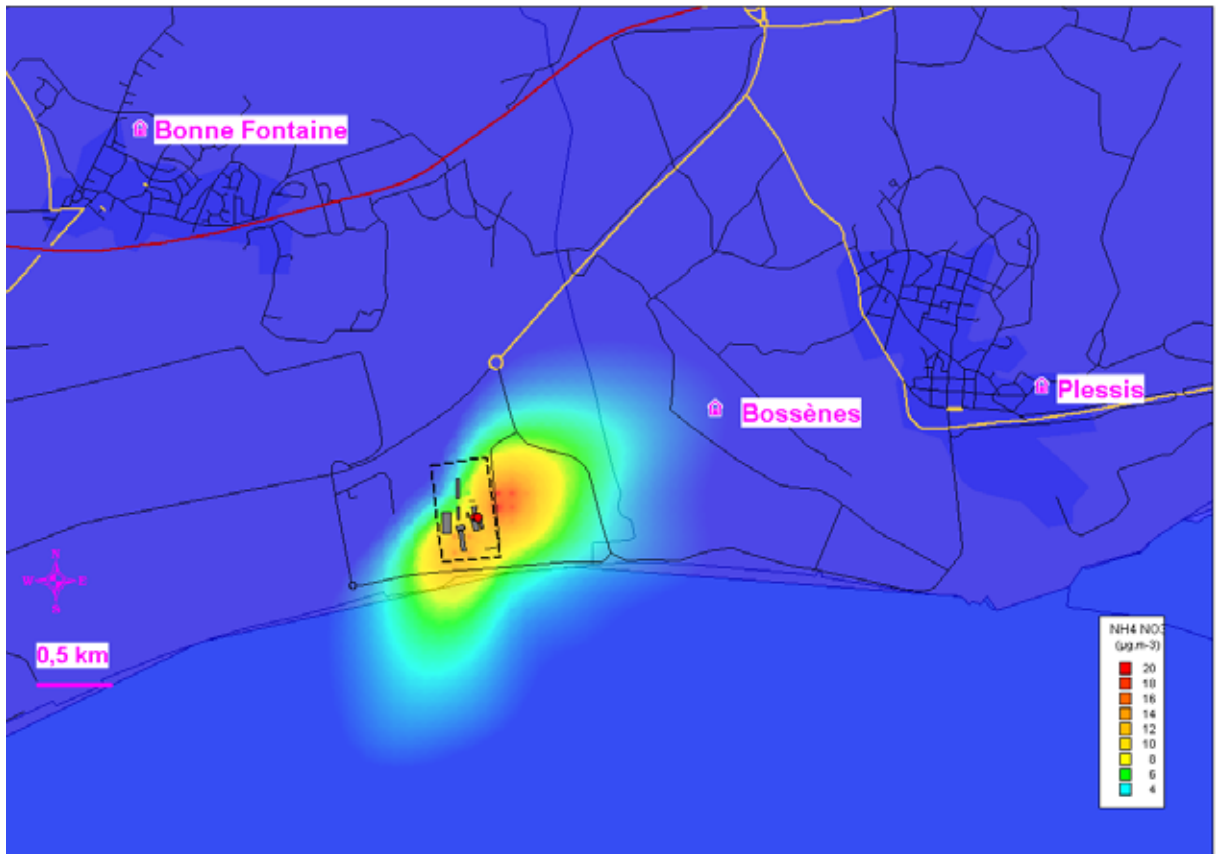 Bonne Fontaine
Plessis
Bossènes
N
W E
S
0,5 km
NH4 NO3
(µg.m-3)
20
18
16
14
12
10
8
6
4